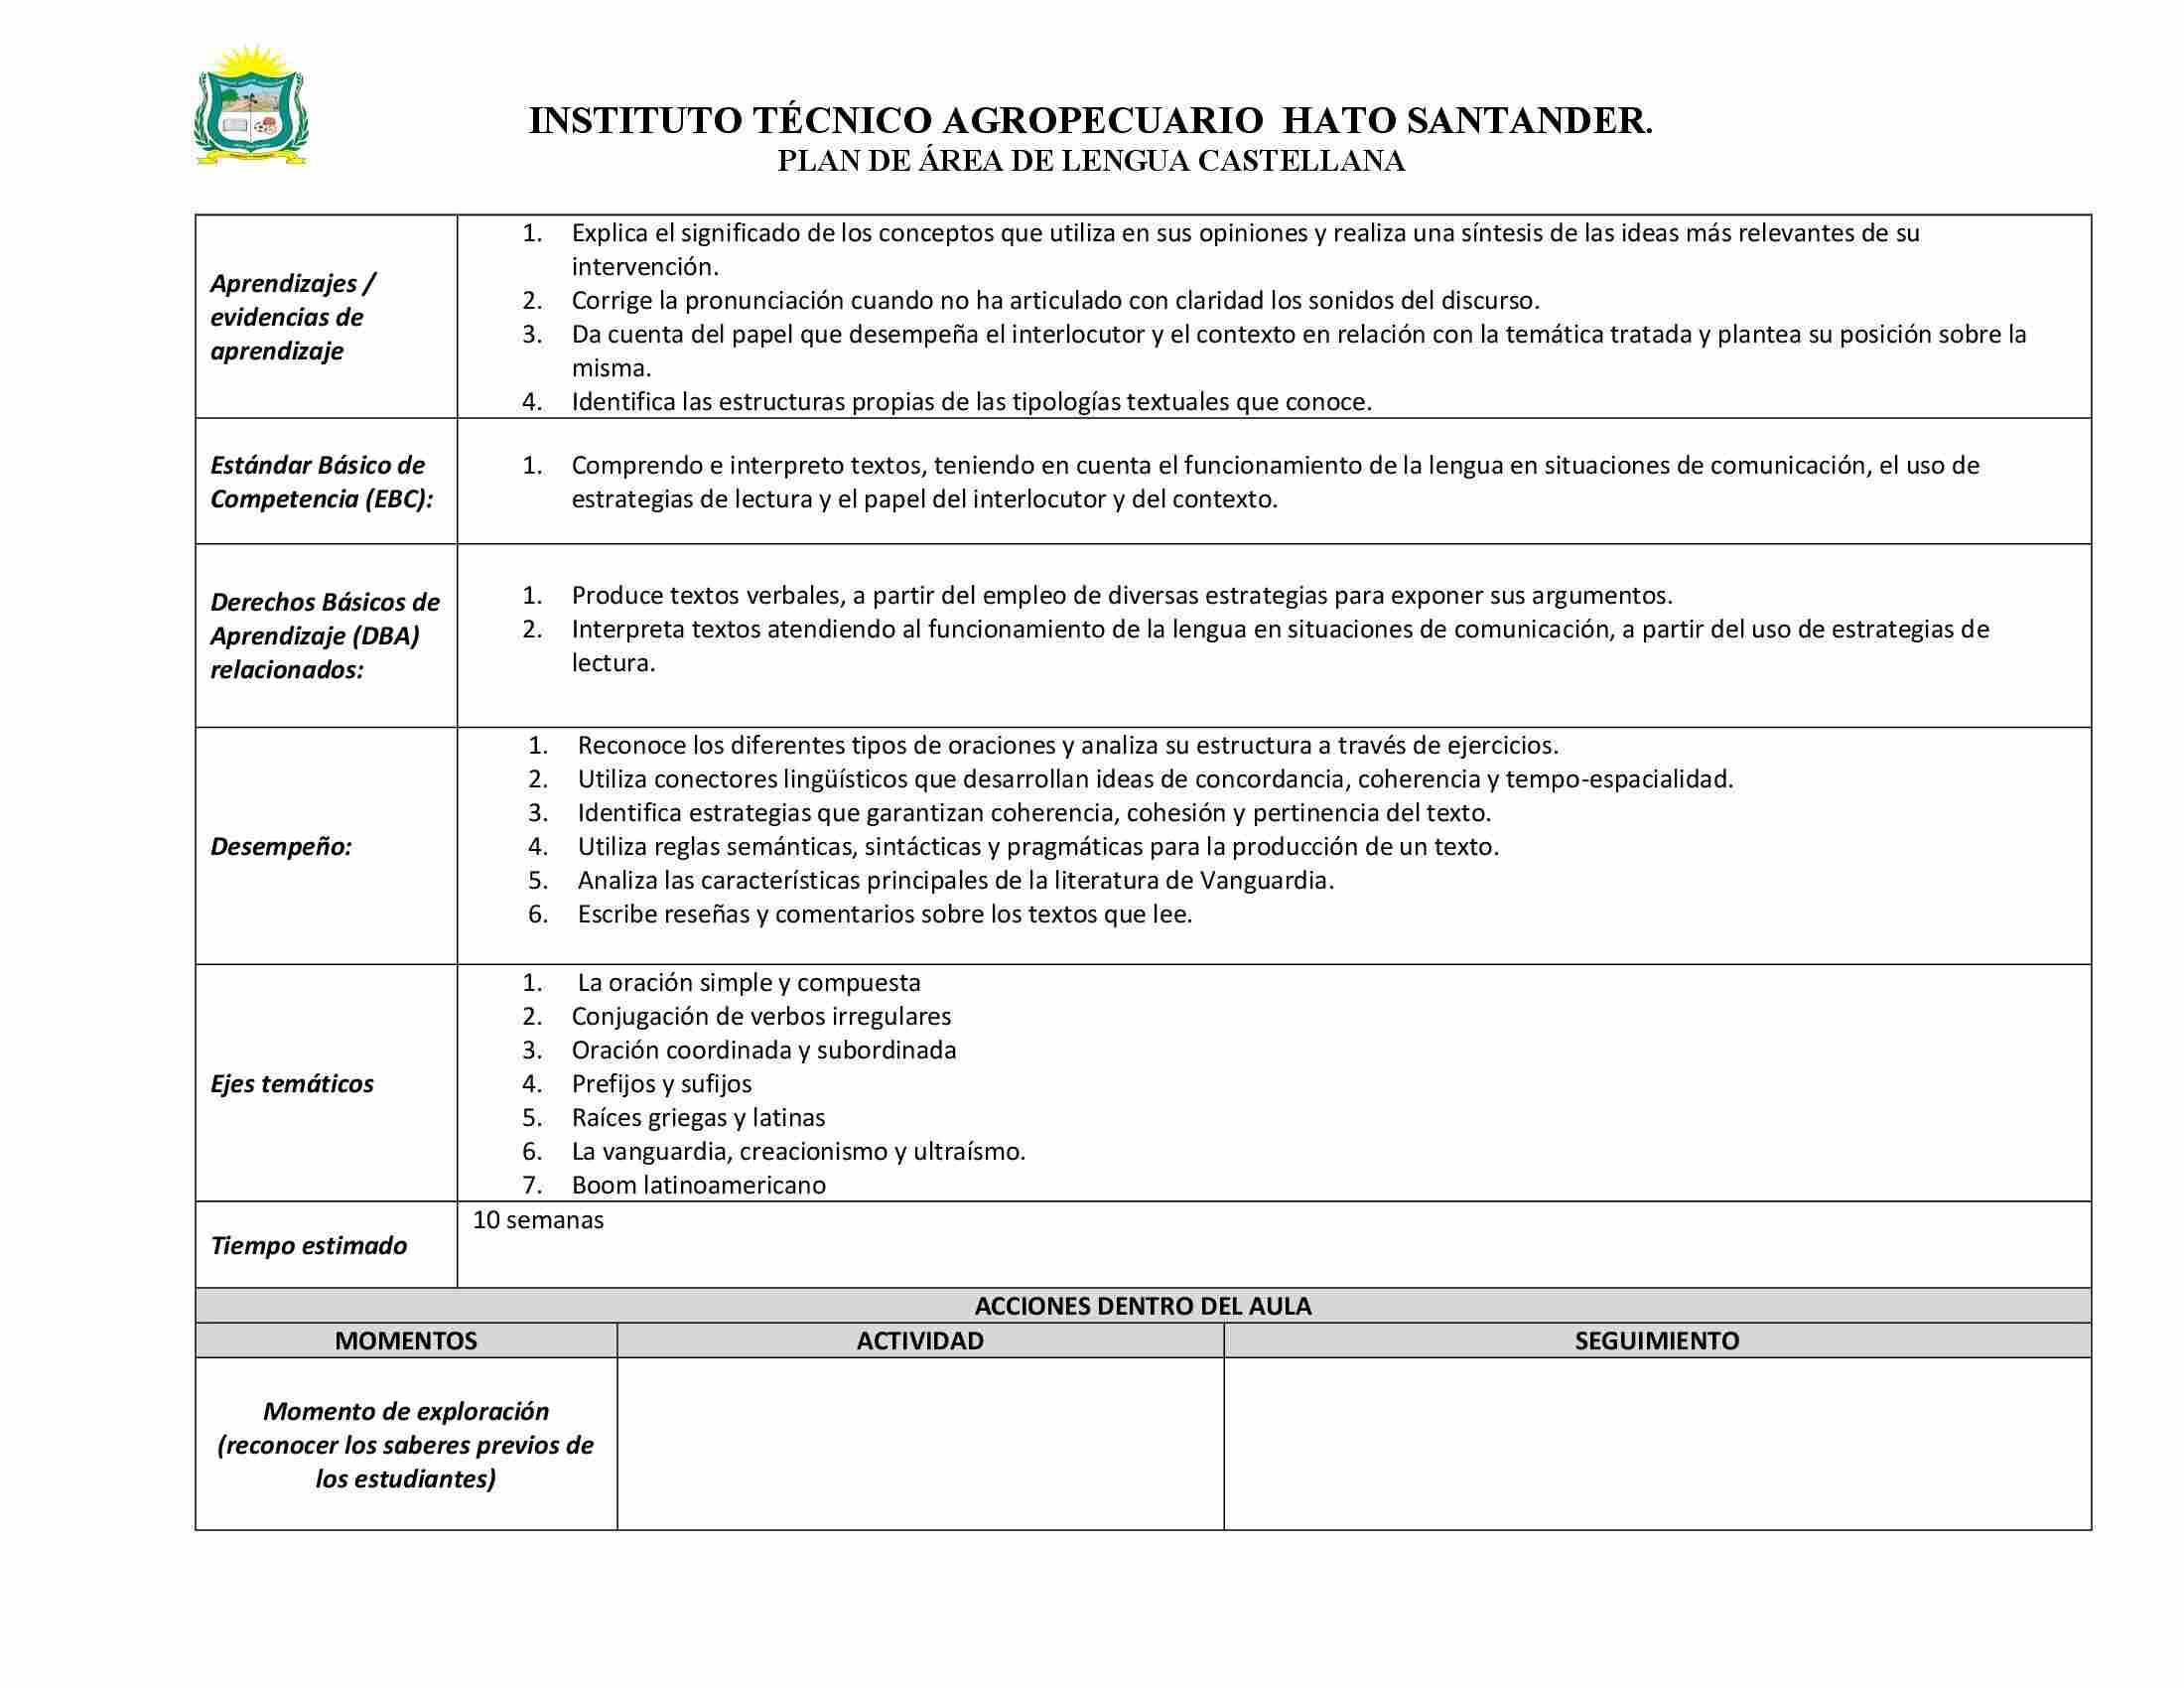 INSTITUTO TÉCNICO AGROPECUARIO HATO SANTANDER.
PLAN DE ÁREA DE LENGUA CASTELLANA
Aprendizajes /
evidencias de
aprendizaje
1. Explica el significado de los conceptos que utiliza en sus opiniones y realiza una síntesis de las ideas más relevantes de su
intervención.
2. Corrige la pronunciación cuando no ha articulado con claridad los sonidos del discurso.
3. Da cuenta del papel que desempeña el interlocutor y el contexto en relación con la temática tratada y plantea su posición sobre la
misma.
4. Identifica las estructuras propias de las tipologías textuales que conoce.
Estándar Básico de
Competencia (EBC):
1. Comprendo e interpreto textos, teniendo en cuenta el funcionamiento de la lengua en situaciones de comunicación, el uso de
estrategias de lectura y el papel del interlocutor y del contexto.
Derechos Básicos de
Aprendizaje (DBA)
relacionados:
1. Produce textos verbales, a partir del empleo de diversas estrategias para exponer sus argumentos.
2. Interpreta textos atendiendo al funcionamiento de la lengua en situaciones de comunicación, a partir del uso de estrategias de
lectura.
Desempeño:
1. Reconoce los diferentes tipos de oraciones y analiza su estructura a través de ejercicios.
2. Utiliza conectores lingüísticos que desarrollan ideas de concordancia, coherencia y tempo-espacialidad.
3. Identifica estrategias que garantizan coherencia, cohesión y pertinencia del texto.
4. Utiliza reglas semánticas, sintácticas y pragmáticas para la producción de un texto.
5. Analiza las características principales de la literatura de Vanguardia.
6. Escribe reseñas y comentarios sobre los textos que lee.
Ejes temáticos
1. La oración simple y compuesta
2. Conjugación de verbos irregulares
3. Oración coordinada y subordinada
4. Prefijos y sufijos
5. Raíces griegas y latinas
6. La vanguardia, creacionismo y ultraísmo.
7. Boom latinoamericano
Tiempo estimado
10 semanas
ACCIONES DENTRO DEL AULA
MOMENTOS ACTIVIDAD SEGUIMIENTO
Momento de exploración
(reconocer los saberes previos de
los estudiantes)